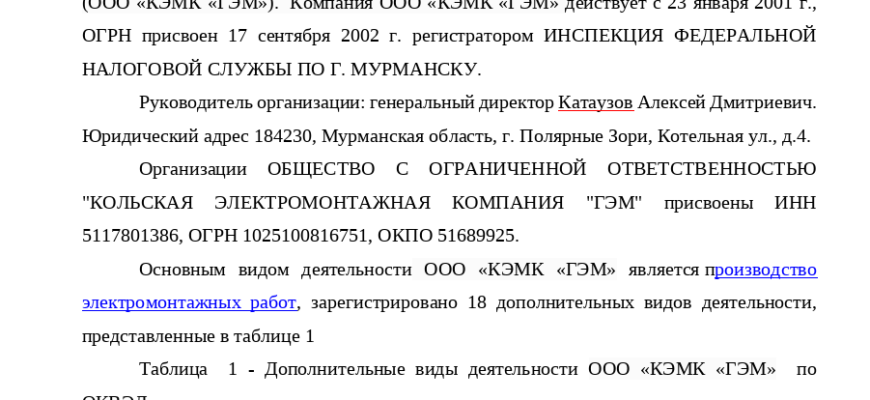 (ООО «КЭМК «ГЭМ»). Компания ООО «КЭМК «ГЭМ» действует с 23 января 2001 г.,
ОГРН присвоен 17 сентября 2002 г. регистратором ИНСПЕКЦИЯ ФЕДЕРАЛЬНОЙ
НАЛОГОВОЙ СЛУЖБЫ ПО Г. МУРМАНСКУ.
Руководитель организации: генеральный директор Катаузов Алексей Дмитриевич.
Юридический адрес 184230, Мурманская область, г. Полярные Зори, Котельная ул., д.4.
Организации ОБЩЕСТВО С ОГРАНИЧЕННОЙ ОТВЕТСТВЕННОСТЬЮ
"КОЛЬСКАЯ ЭЛЕКТРОМОНТАЖНАЯ КОМПАНИЯ "ГЭМ" присвоены ИНН
5117801386, ОГРН 1025100816751, ОКПО 51689925.
Основным видом деятельности ООО «КЭМК «ГЭМ» является производство
электромонтажных работ, зарегистрировано 18 дополнительных видов деятельности,
представленные в таблице 1
Таблица 1 - Дополнительные виды деятельности ООО «КЭМК «ГЭМ» по
ОКВЭД